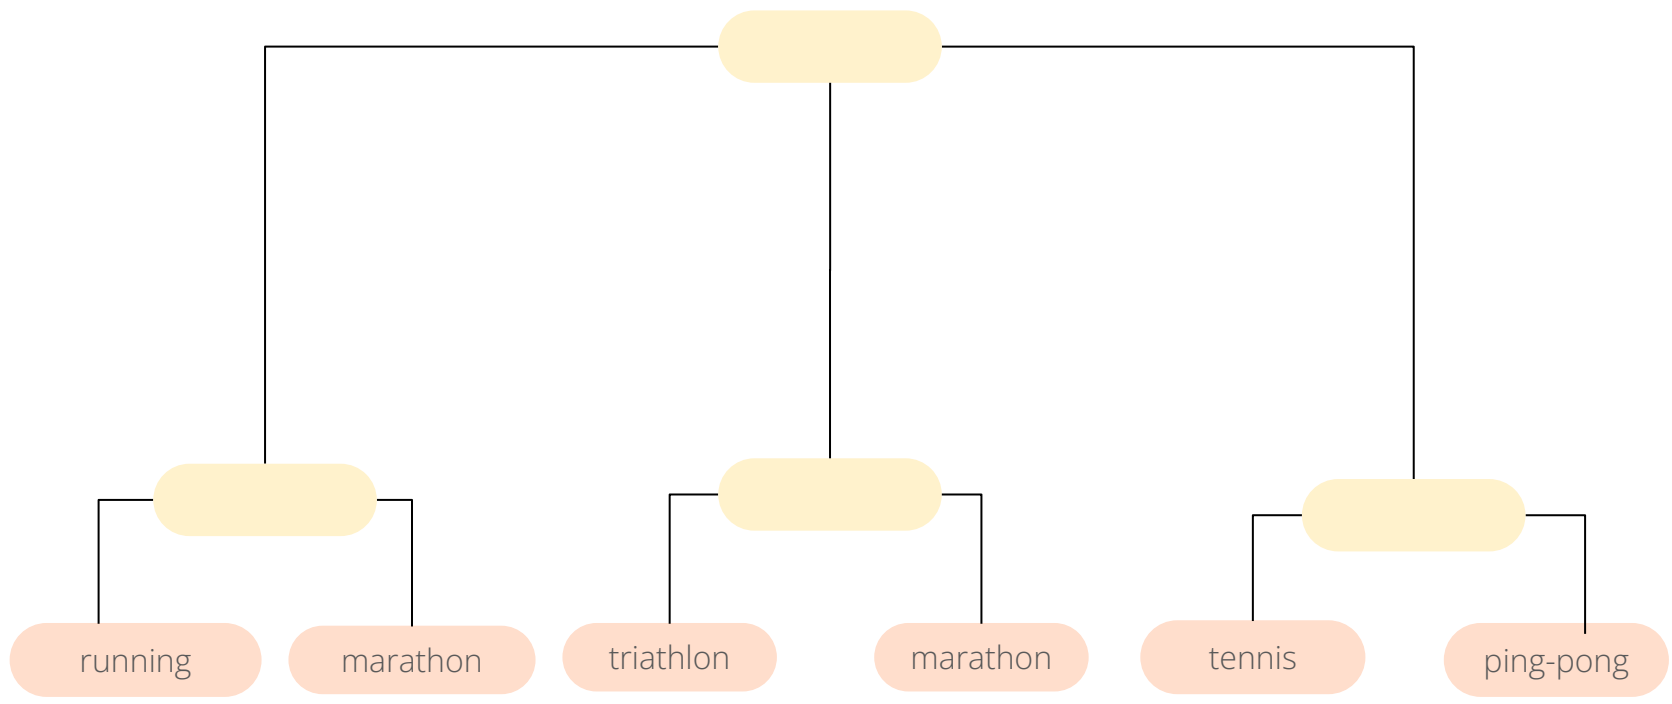 running
marathon
triathlon
marathon
tennis
ping-pong